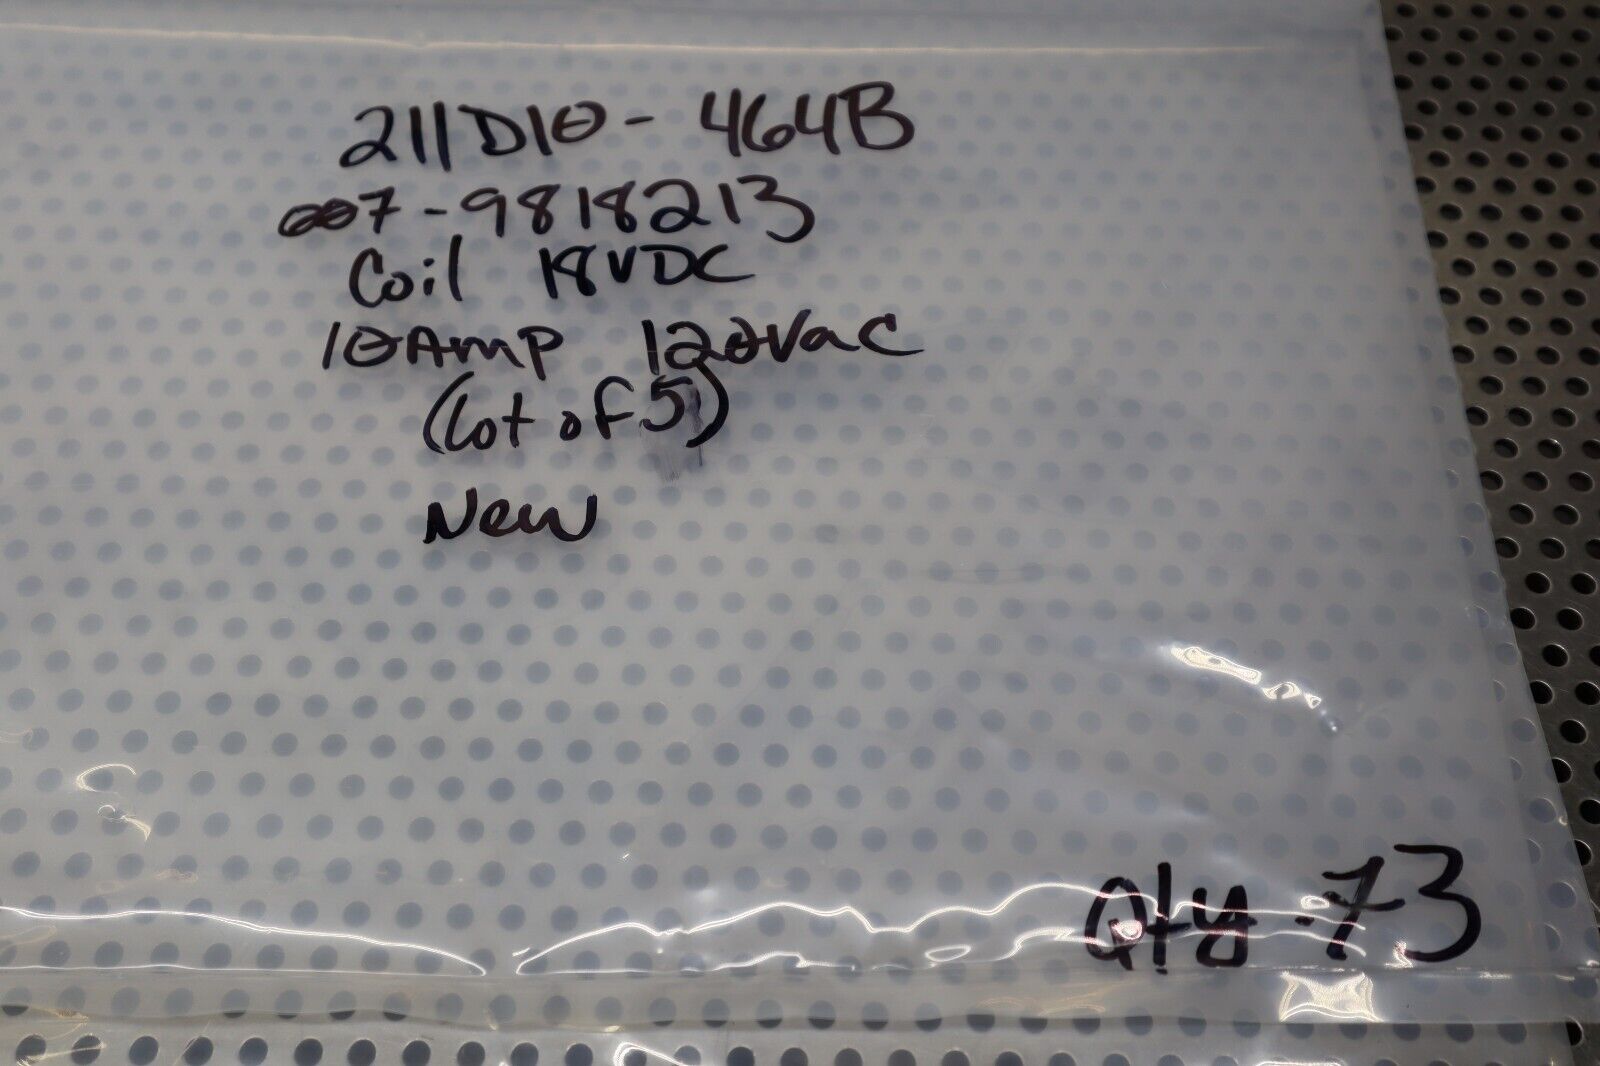 211D10-464B
007-9818213
Coil 18VDC
10Amp 120Vac
(Lot of 5)
New
Qty 73